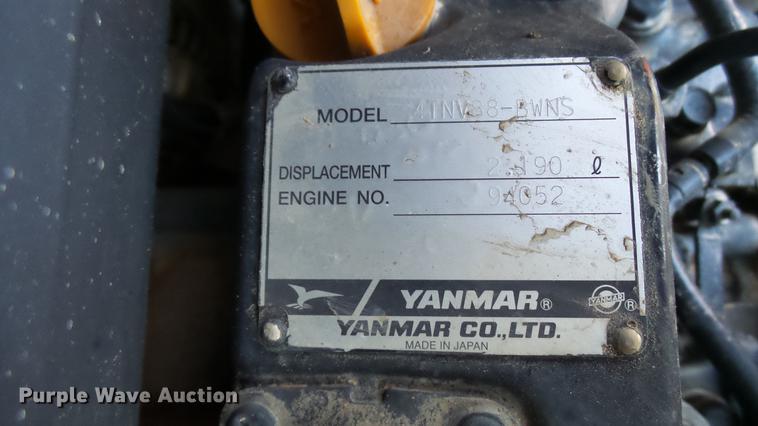 MODEL 4TNV88-BWNS
DISPLACEMENT 2.190 ℓ
ENGINE NO. 94052
YANMAR® YANMAR ®
YANMAR CO.,LTD.
MADE IN JAPAN
Purple Wave Auction